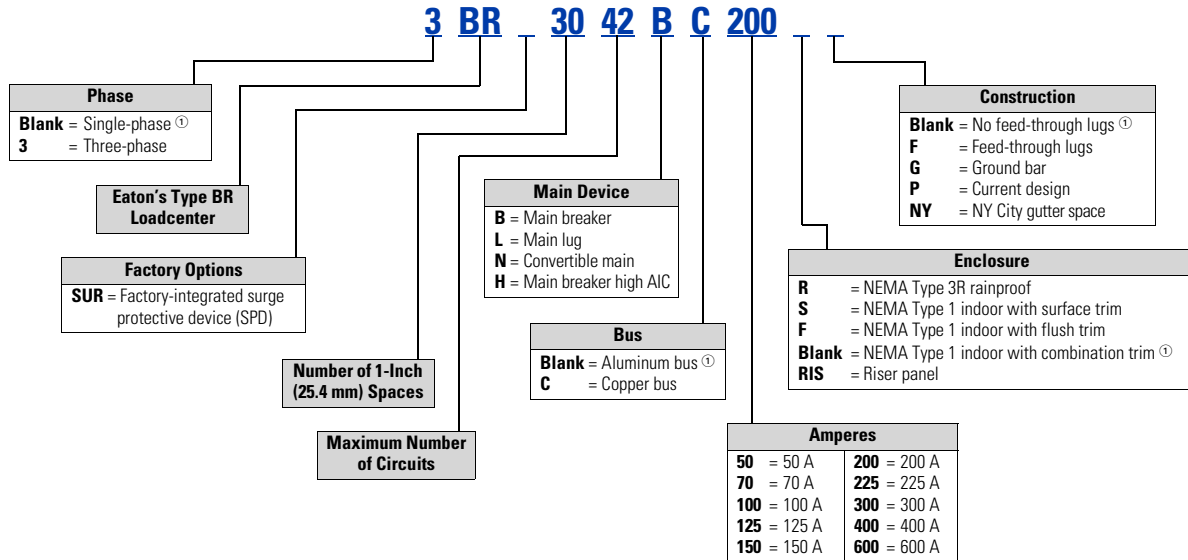 3 BR _ 30 42 B C 200 _ _
Phase
Blank = Single-phase ①
3 = Three-phase
Eaton's Type BR
Loadcenter
Factory Options
SUR = Factory-integrated surge
protective device (SPD)
Number of 1-Inch
(25.4 mm) Spaces
Maximum Number
of Circuits
Main Device
B = Main breaker
L = Main lug
N = Convertible main
H = Main breaker high AIC
Bus
Blank = Aluminum bus ①
C = Copper bus
Amperes
50 = 50 A 200 = 200 A
70 = 70 A 225 = 225 A
100 = 100 A 300 = 300 A
125 = 125 A 400 = 400 A
150 = 150 A 600 = 600 A
Enclosure
R = NEMA Type 3R rainproof
S = NEMA Type 1 indoor with surface trim
F = NEMA Type 1 indoor with flush trim
Blank = NEMA Type 1 indoor with combination trim ①
RIS = Riser panel
Construction
Blank = No feed-through lugs ①
F = Feed-through lugs
G = Ground bar
P = Current design
NY = NY City gutter space